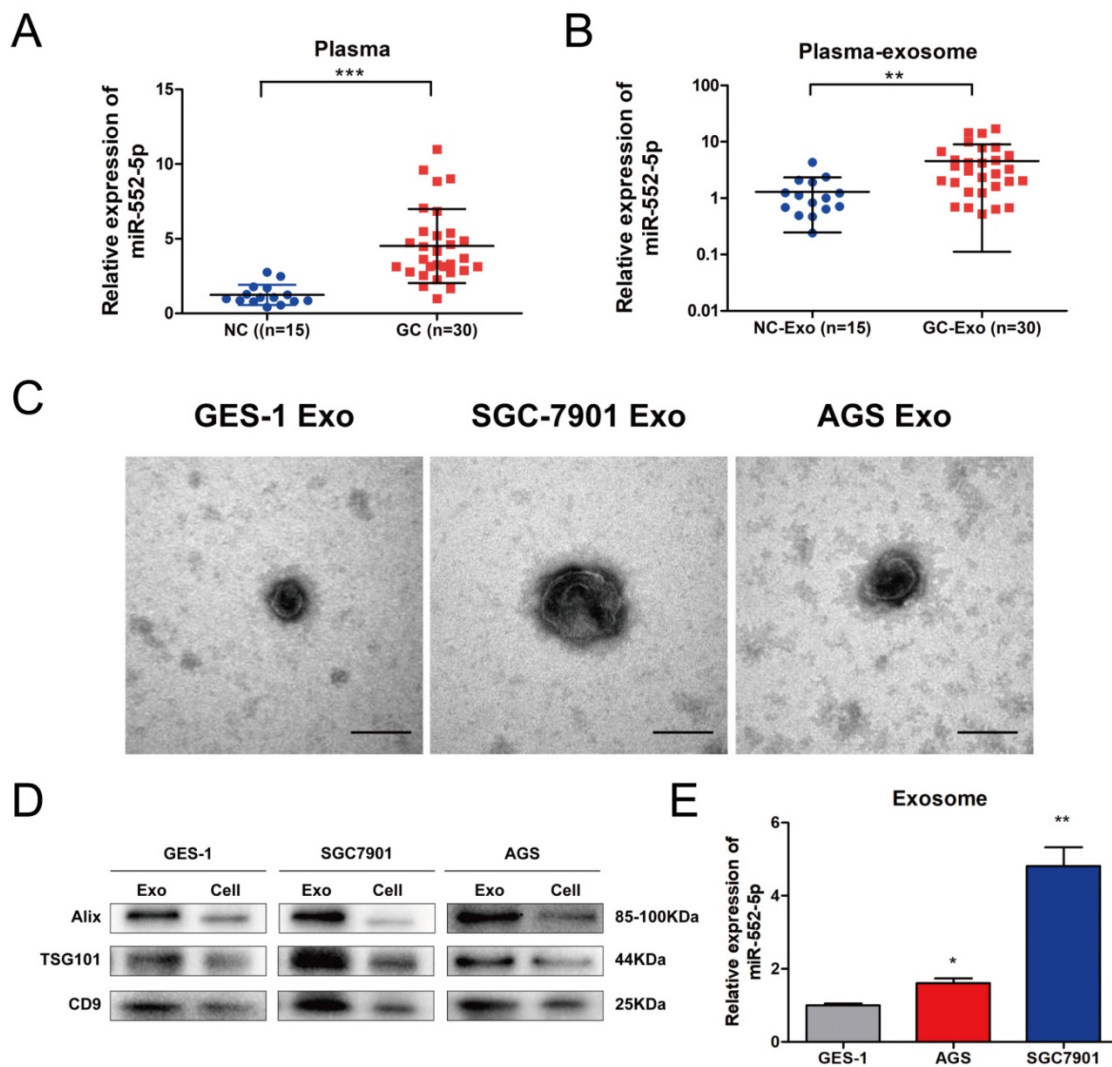 A
Plasma
***
Relative expression of
miR-552-5p
15
10
5
0
NC ((n=15)
GC (n=30)
B
Plasma-exosome
**
Relative expression of
miR-552-5p
100
10
1
0.1
0.01
NC-Exo (n=15)
GC-Exo (n=30)
C
GES-1 Exo
SGC-7901 Exo
AGS Exo
D
GES-1
SGC7901
AGS
Exo
Cell
Exo
Cell
Exo
Cell
Alix
85-100KDa
TSG101
44KDa
CD9
25KDa
E
Exosome
Relative expression of
miR-552-5p
6
4
2
0
*
**
GES-1
AGS
SGC7901